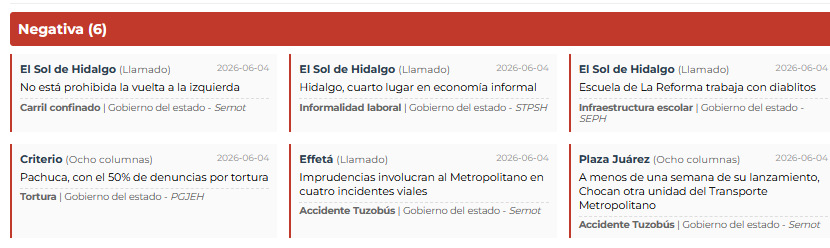 Negativa (6)
El Sol de Hidalgo (Llamado) 2026-06-04
No está prohibida la vuelta a la izquierda
Carril confinado | Gobierno del estado - Semot
El Sol de Hidalgo (Llamado) 2026-06-04
Hidalgo, cuarto lugar en economía informal
Informalidad laboral | Gobierno del estado - STPSH
El Sol de Hidalgo (Llamado) 2026-06-04
Escuela de La Reforma trabaja con diablitos
Infraestructura escolar | Gobierno del estado -
SEPH
Criterio (Ocho columnas) 2026-06-04
Pachuca, con el 50% de denuncias por tortura
Tortura | Gobierno del estado - PGJEH
Effetá (Llamado) 2026-06-04
Imprudencias involucran al Metropolitano en
cuatro incidentes viales
Accidente Tuzobús | Gobierno del estado - Semot
Plaza Juárez (Ocho columnas) 2026-06-04
A menos de una semana de su lanzamiento,
Chocan otra unidad del Transporte
Metropolitano
Accidente Tuzobús | Gobierno del estado - Semot